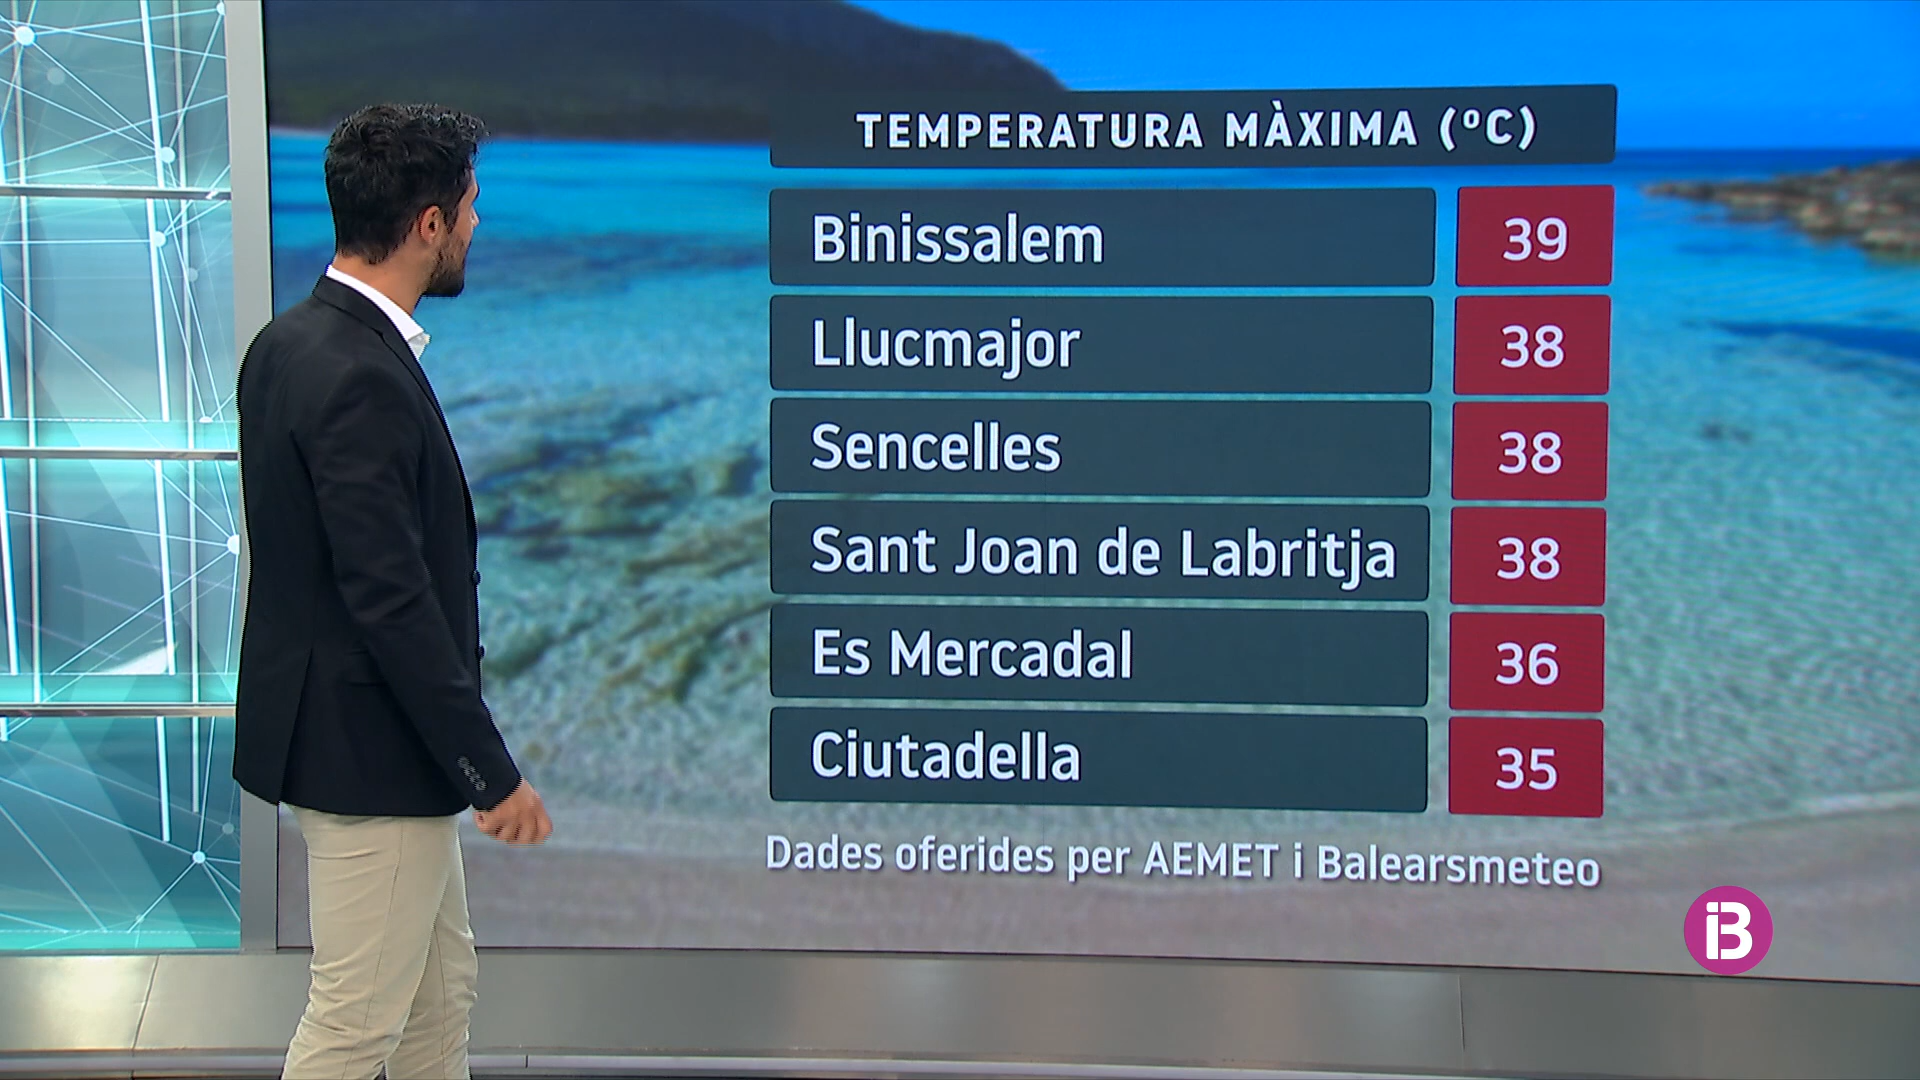 TEMPERATURA MÀXIMA (ºC)
Binissalem 39
Llucmajor 38
Sencelles 38
Sant Joan de Labritja 38
Es Mercadal 36
Ciutadella 35
Dades oferides per AEMET i Balearsmeteo
iB